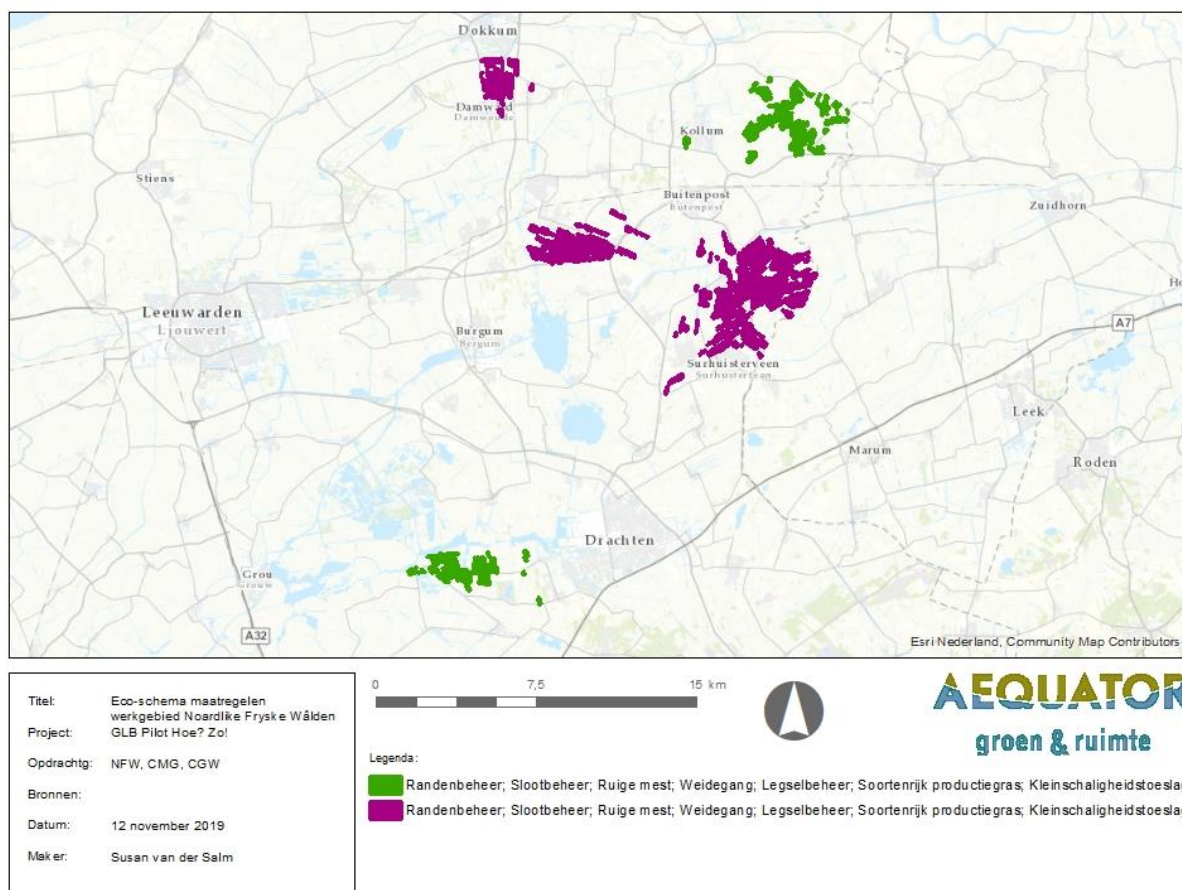 Dokkum
Damwald
Damwoude
Kollum
Stiens
Buitenpost
Bûtenpost
Zuidhorn
Leeuwarden
Ljouwert
Burgum
Bergum
A7
Surhuisterveen
Surhusterfean
Leek
Marum
Roden
Drachten
Grou
Grouw
A32
Esri Nederland, Community Map Contributors
Titel: Eco-schema maatregelen
werkgebied Noardlike Fryske Wâlden
Project: GLB Pilot Hoe? Zo!
Opdrachtg: NFW, CMG, CGW
Bronnen:
Datum: 12 november 2019
Maker: Susan van der Salm
0 7,5 15 km
Legenda:
Randenbeheer; Slootbeheer; Ruige mest; Weidegang; Legselbeheer; Soortenrijk productiegras; Kleinschaligheidstoeslag
Randenbeheer; Slootbeheer; Ruige mest; Weidegang; Legselbeheer; Soortenrijk productiegras; Kleinschaligheidstoeslag
AEQUATOR
groen & ruimte